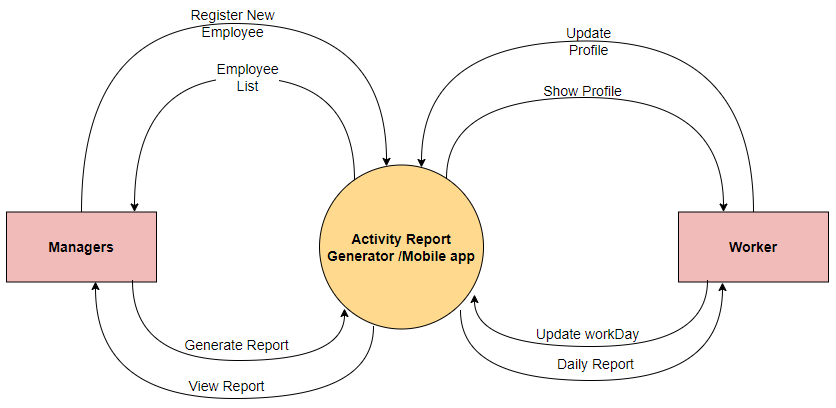 Register New
Employee
Update
Profile
Employee
List
Show Profile
Managers
Activity Report
Generator /Mobile app
Worker
Generate Report
Update workDay
View Report
Daily Report